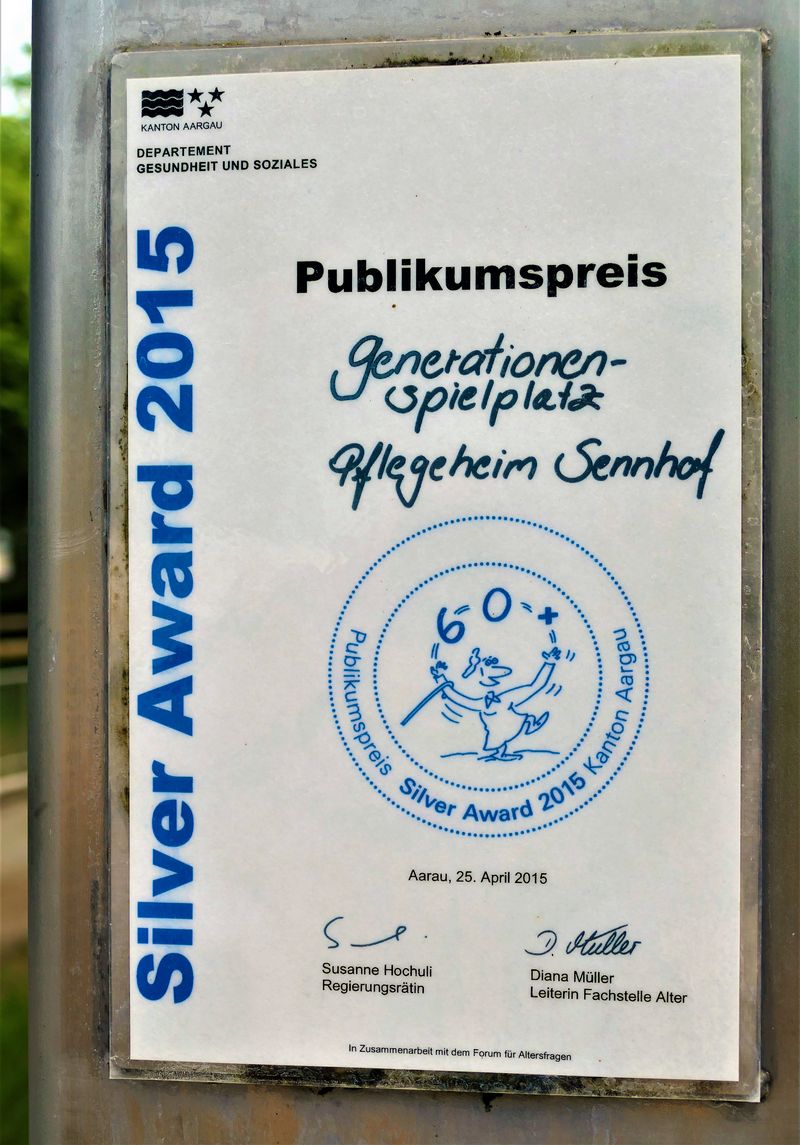 KANTON AARGAU
DEPARTEMENT
GESUNDHEIT UND SOZIALES
Silver Award 2015
Publikumspreis
Generationen-
spielplatz
Pflegeheim Sennhof
60+
Publikumspreis Silver Award 2015 Kanton Aargau
Aarau, 25. April 2015
D. Müller
Susanne Hochuli
Regierungsrätin
Diana Müller
Leiterin Fachstelle Alter
In Zusammenarbeit mit dem Forum für Altersfragen